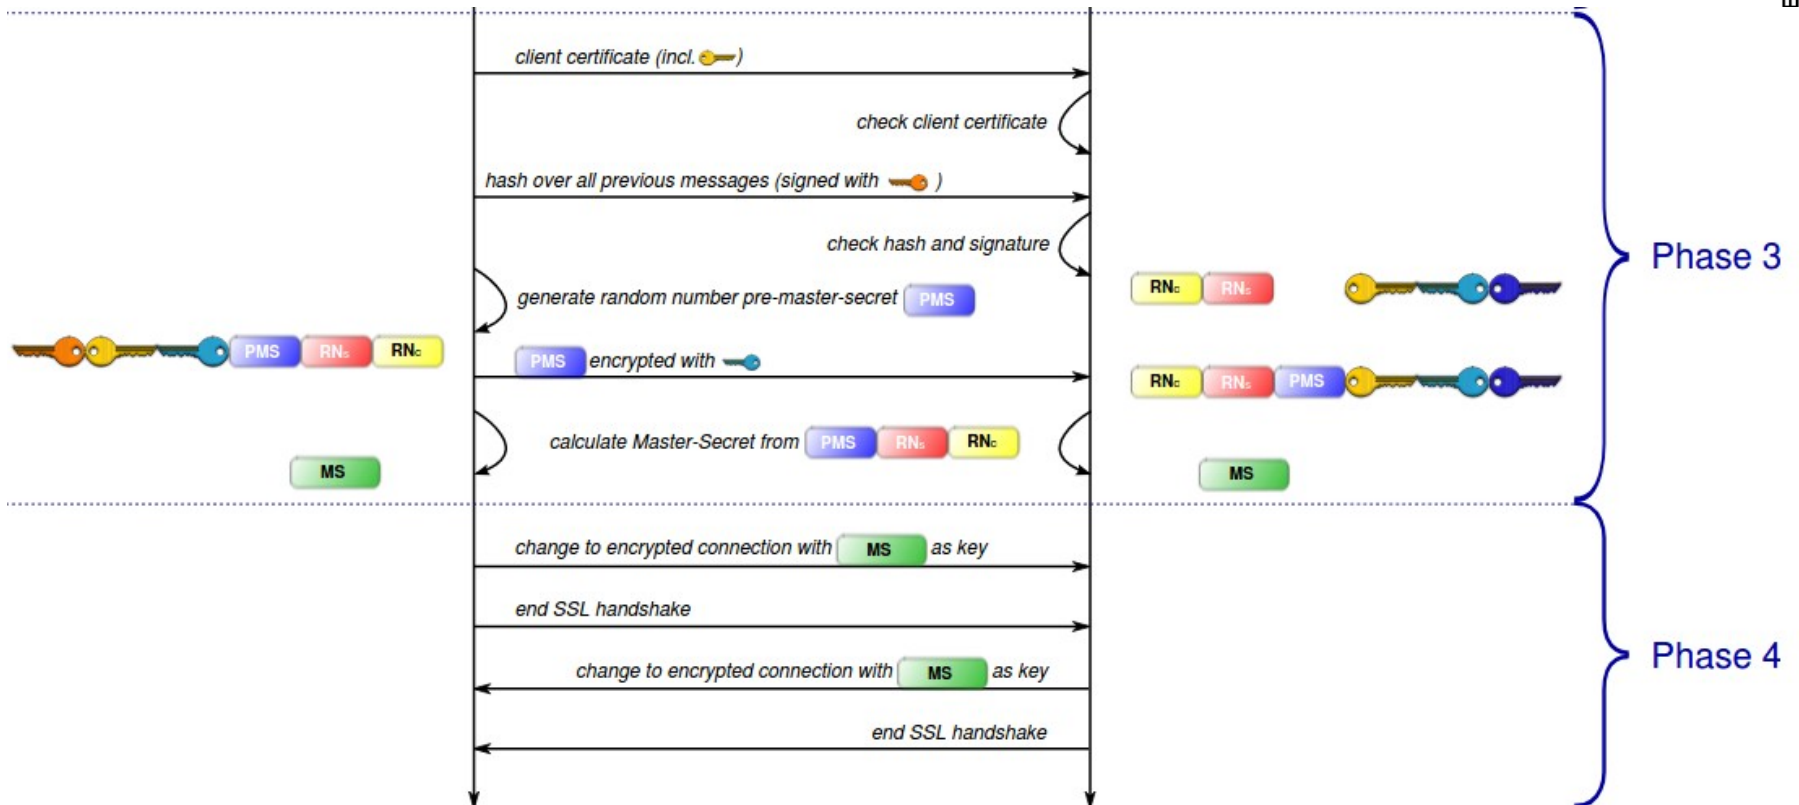 client certificate (incl. )
check client certificate
hash over all previous messages (signed with )
check hash and signature
Phase 3
RNc RNs
generate random number pre-master-secret PMS
PMS RNs RNc
PMS encrypted with
RNc RNs PMS
calculate Master-Secret from PMS RNs RNc
MS
MS
change to encrypted connection with MS as key
end SSL handshake
Phase 4
change to encrypted connection with MS as key
end SSL handshake